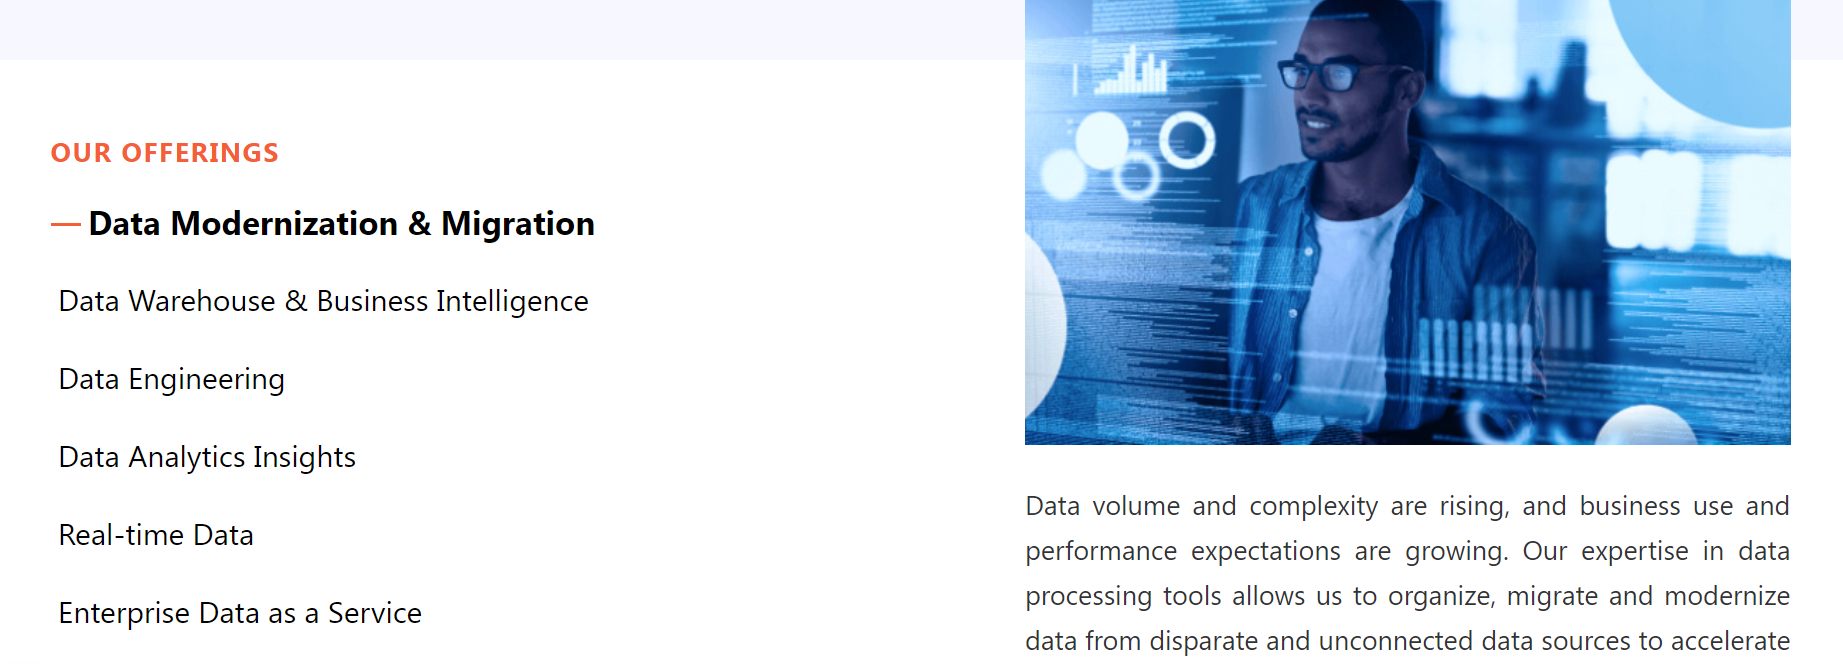 OUR OFFERINGS
Data Modernization & Migration
Data Warehouse & Business Intelligence
Data Engineering
Data Analytics Insights
Real-time Data
Enterprise Data as a Service
Data volume and complexity are rising, and business use and
performance expectations are growing. Our expertise in data
processing tools allows us to organize, migrate and modernize
data from disparate and unconnected data sources to accelerate